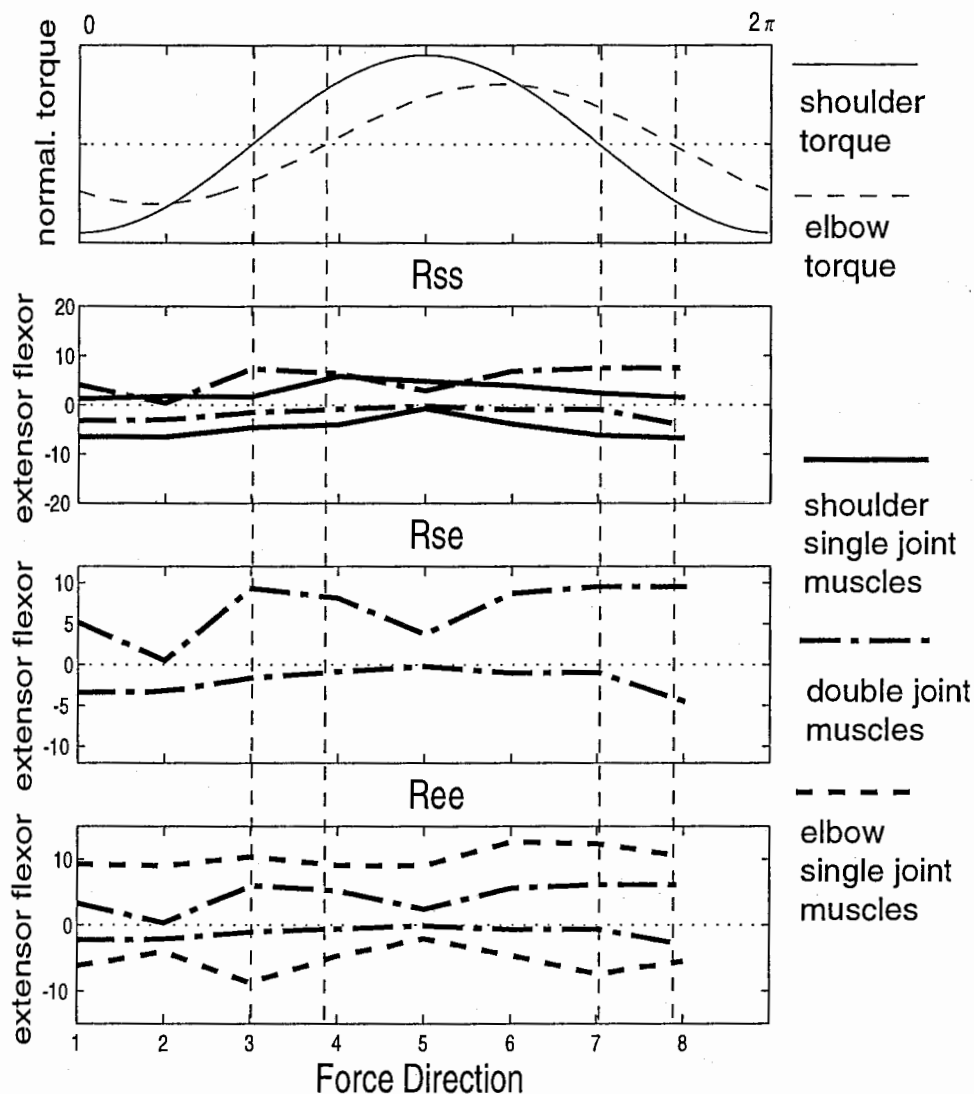 0
2π
normal. torque
shoulder
torque
elbow
torque
Rss
extensor flexor
20
10
0
-10
-20
shoulder
single joint
muscles
Rse
extensor flexor
10
5
0
-5
-10
double joint
muscles
Ree
extensor flexor
10
0
-10
elbow
single joint
muscles
1 2 3 4 5 6 7 8
Force Direction